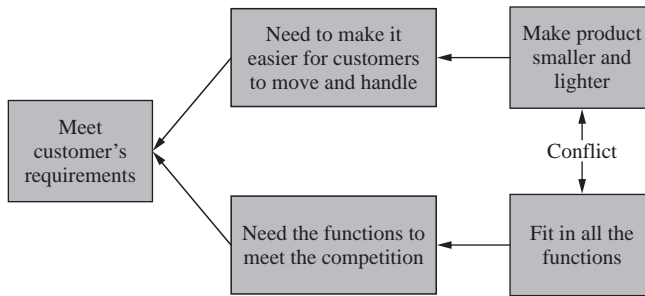 Need to make it
easier for customers
to move and handle
Make product
smaller and
lighter
Meet
customer's
requirements
Conflict
Need the functions to
meet the competition
Fit in all the
functions